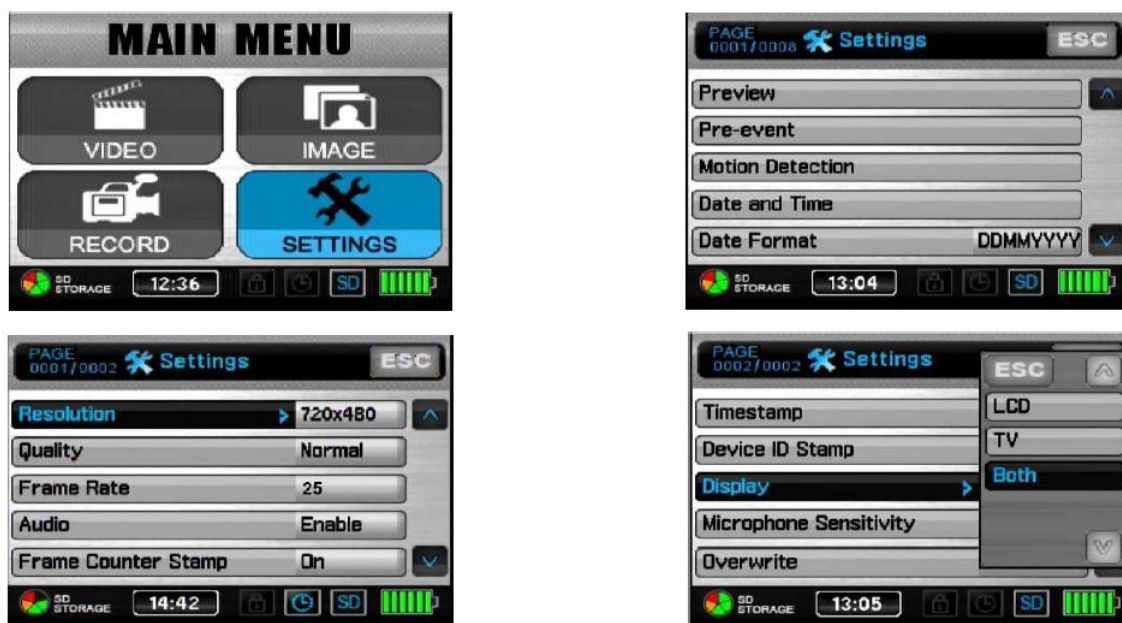 MAIN MENU
VIDEO
IMAGE
RECORD
SETTINGS
SD STORAGE
12:36
SD
PAGE
0001/0008
Settings
ESC
Preview
Pre-event
Motion Detection
Date and Time
Date Format DDMMYYYY
SD STORAGE
13:04
SD
PAGE
0001/0002
Settings
ESC
Resolution > 720x480
Quality Normal
Frame Rate 25
Audio Enable
Frame Counter Stamp On
SD STORAGE
14:42
SD
PAGE
0002/0002
Settings
ESC
Timestamp
LCD
Device ID Stamp
TV
Display >
Both
Microphone Sensitivity
Overwrite
SD STORAGE
13:05
SD